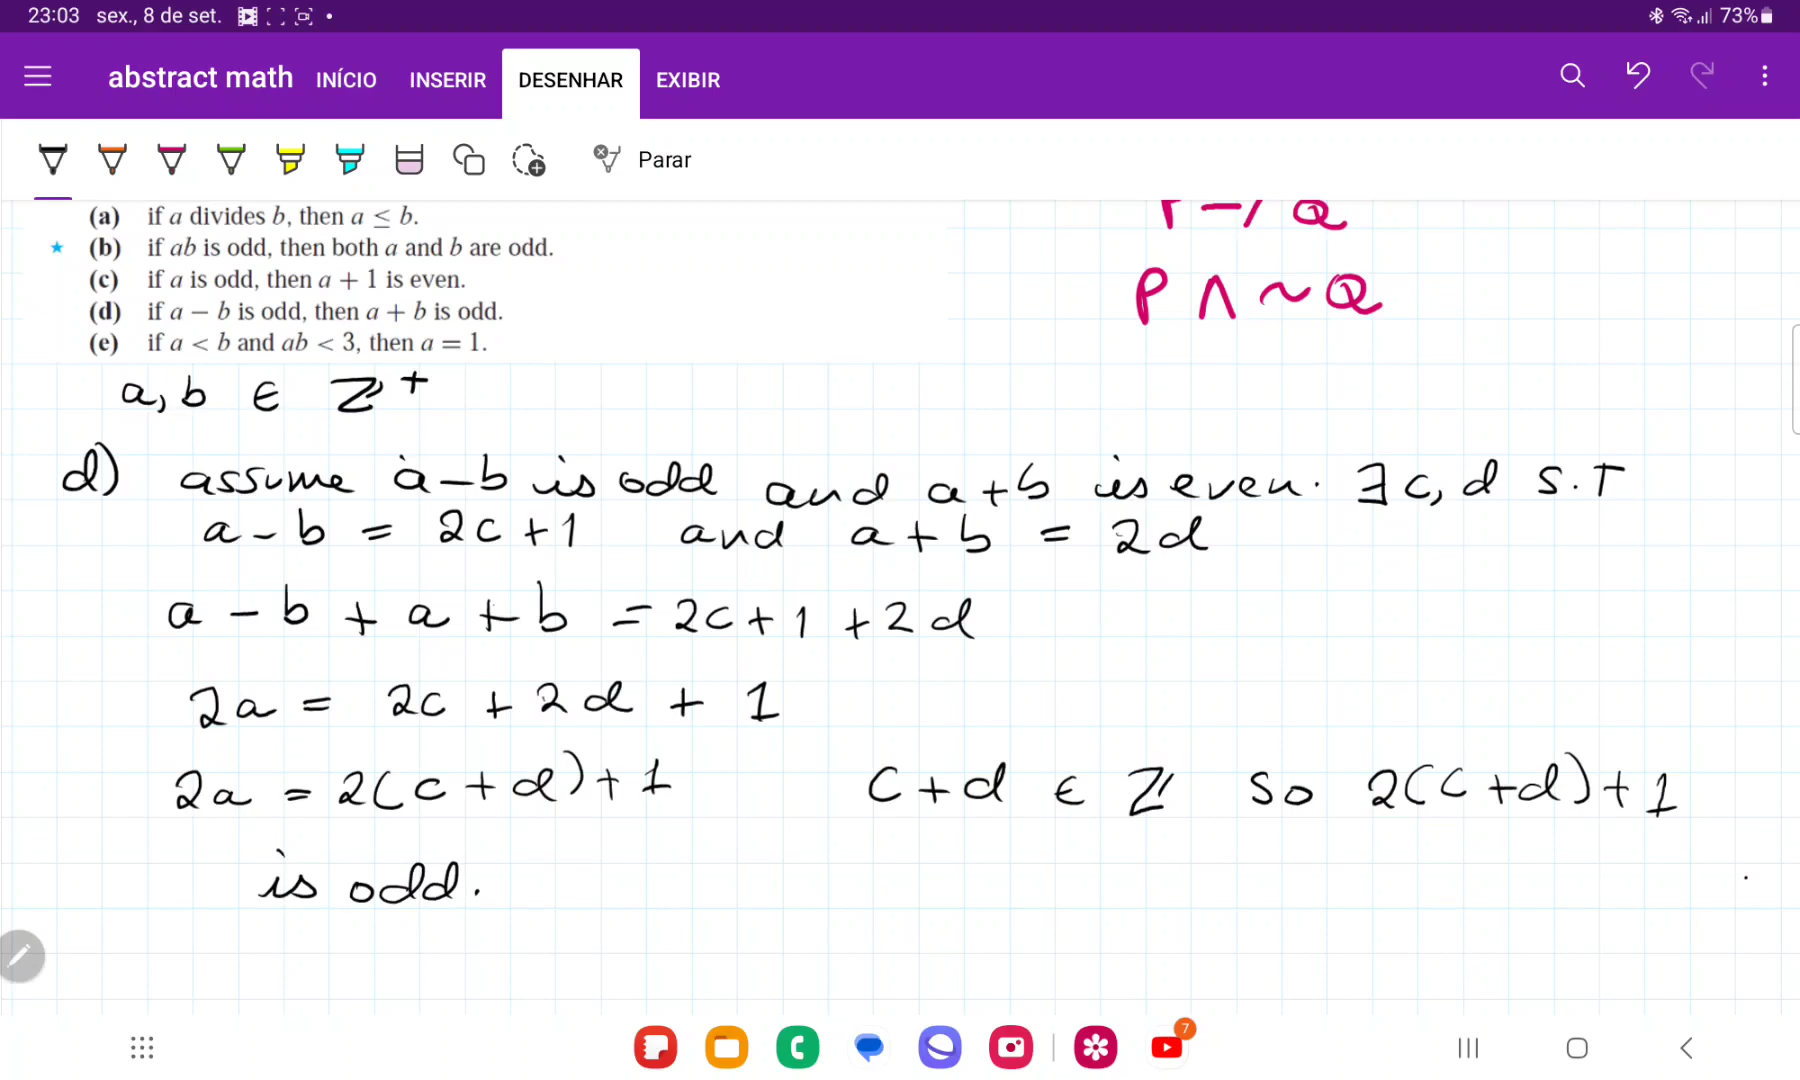 23:03 sex., 8 de set. 73%
abstract math INÍCIO INSERIR DESENHAR EXIBIR
Parar
(a) if a divides b, then a ≤ b.
★ (b) if ab is odd, then both a and b are odd.
(c) if a is odd, then a + 1 is even.
(d) if a − b is odd, then a + b is odd.
(e) if a < b and ab < 3, then a = 1.
P → Q
P ∧ ~Q
a, b ∈ ℤ⁺
d) assume a-b is odd and a+b is even. ∃ c, d s.T
a - b = 2c + 1 and a + b = 2d
a - b + a + b = 2c + 1 + 2d
2a = 2c + 2d + 1
2a = 2(c + d) + 1 c + d ∈ ℤ so 2(c + d) + 1
is odd.
7